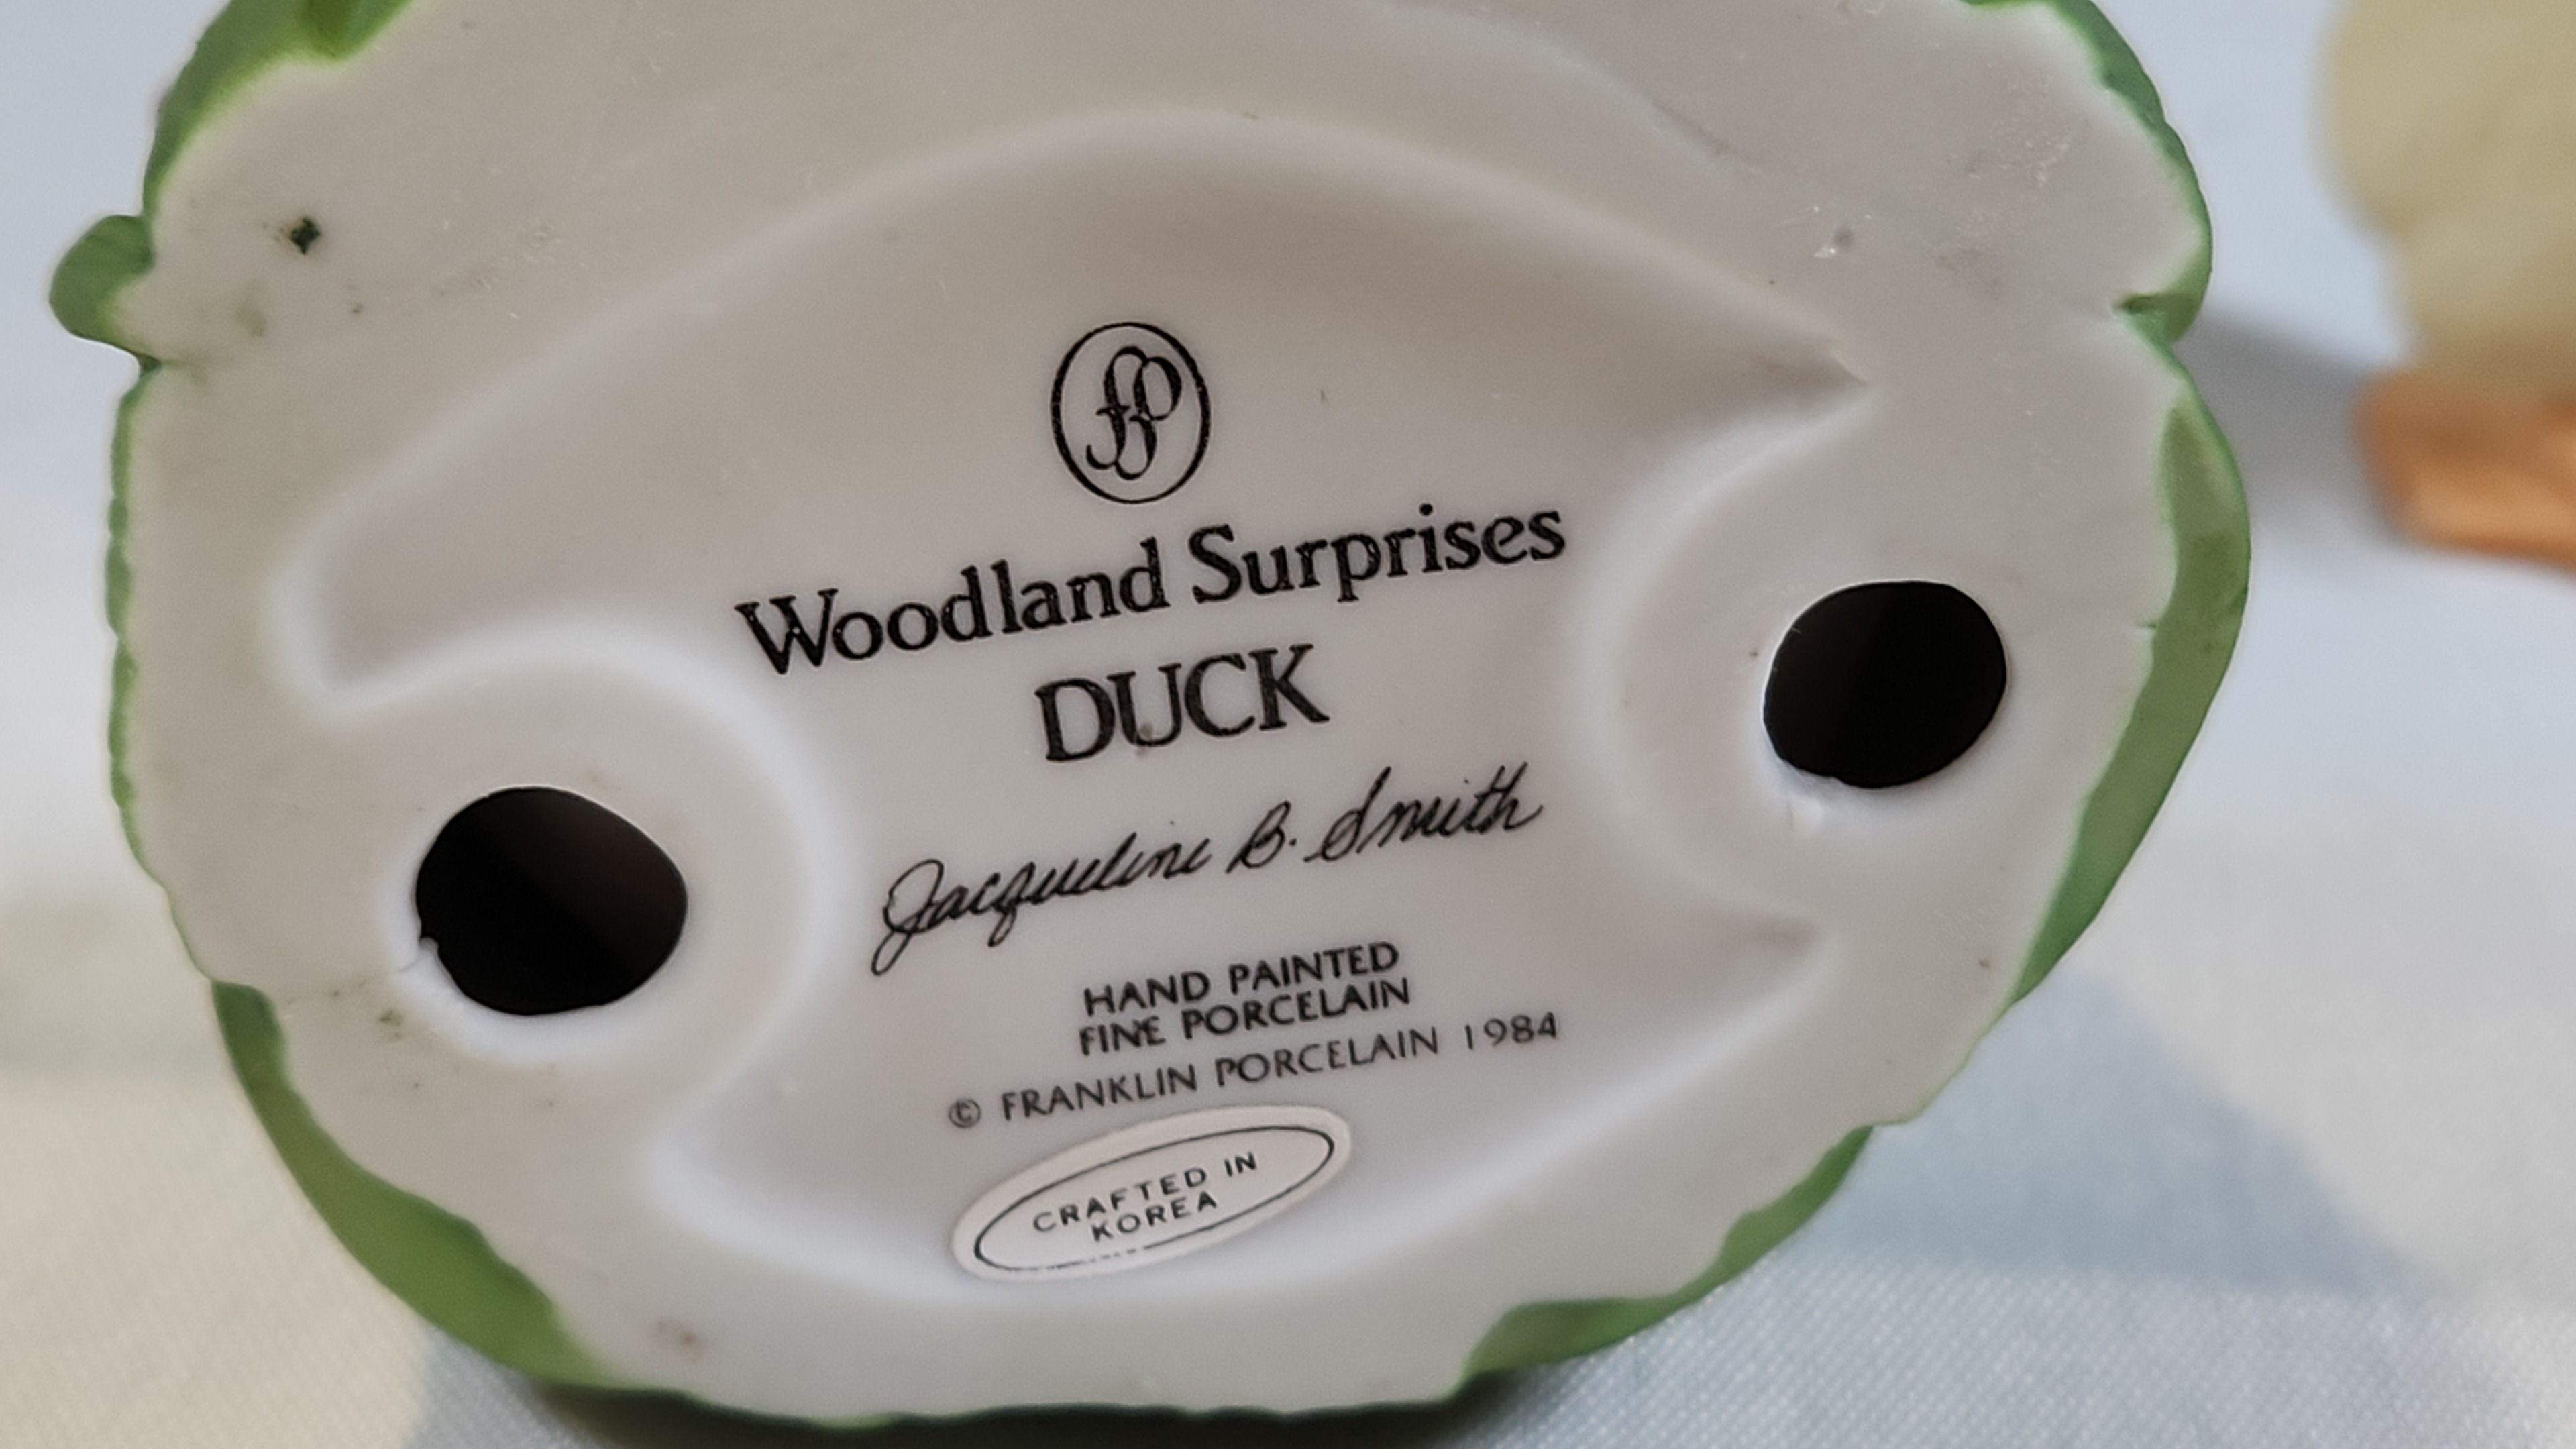 fp
Woodland Surprises
DUCK
Jacqueline B. Smith
HAND PAINTED
FINE PORCELAIN
© FRANKLIN PORCELAIN 1984
CRAFTED IN
KOREA